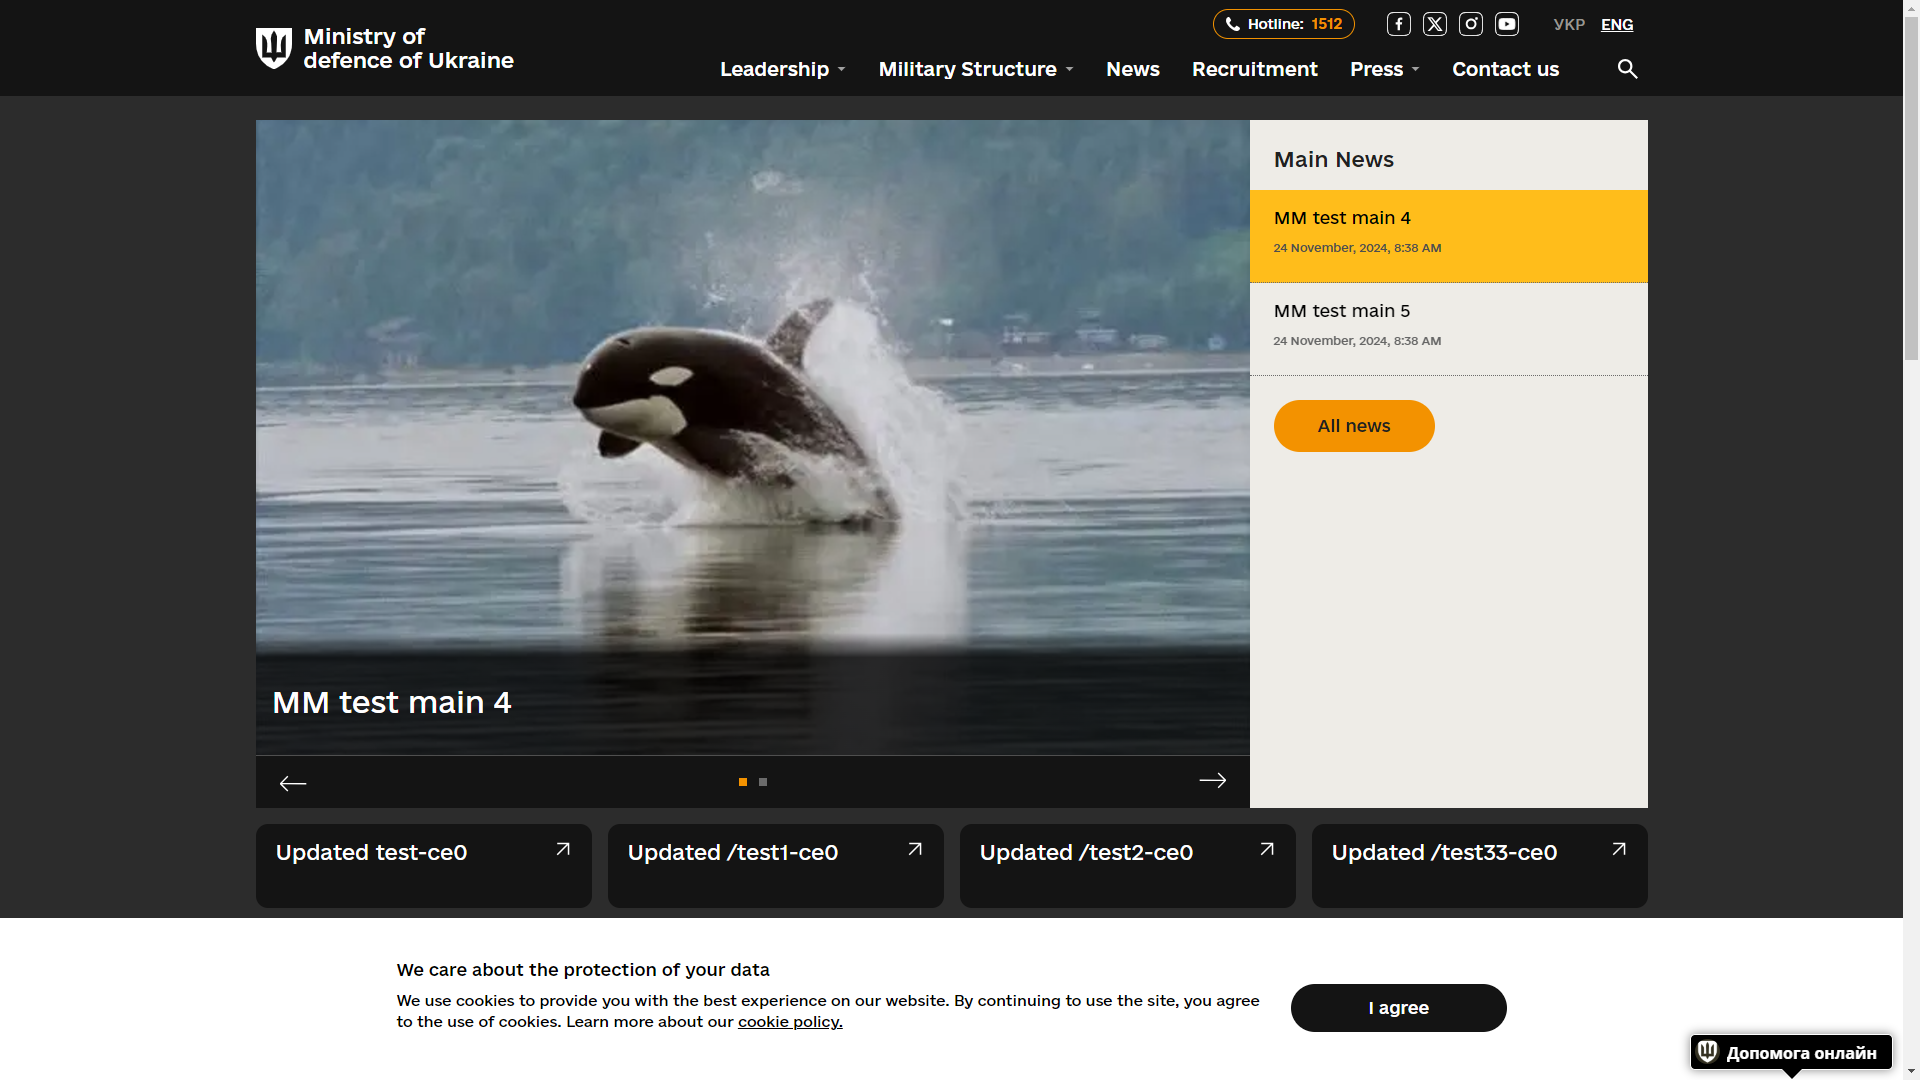 Ministry of
defence of Ukraine
Hotline: 1512
УКР
ENG
Leadership
Military Structure
News
Recruitment
Press
Contact us
MM test main 4
Main News
MM test main 4
24 November, 2024, 8:38 AM
MM test main 5
24 November, 2024, 8:38 AM
All news
Updated test-ce0
Updated /test1-ce0
Updated /test2-ce0
Updated /test33-ce0
We care about the protection of your data
We use cookies to provide you with the best experience on our website. By continuing to use the site, you agree
to the use of cookies. Learn more about our cookie policy.
I agree
Допомога онлайн